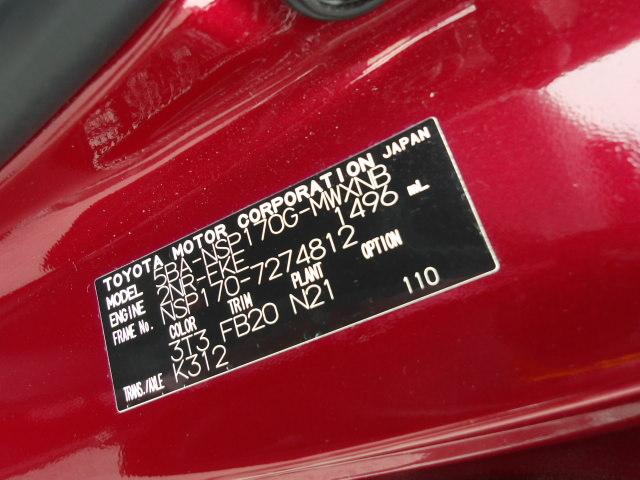 TOYOTA MOTOR CORPORATION JAPAN
MODEL 5BA-NSP170G-MWXNB
ENGINE 2NR-FKE 1496 mL
FRAME No. NSP170-7274812
COLOR TRIM PLANT OPTION
3T3 FB20 N21 110
TRANS./AXLE K312